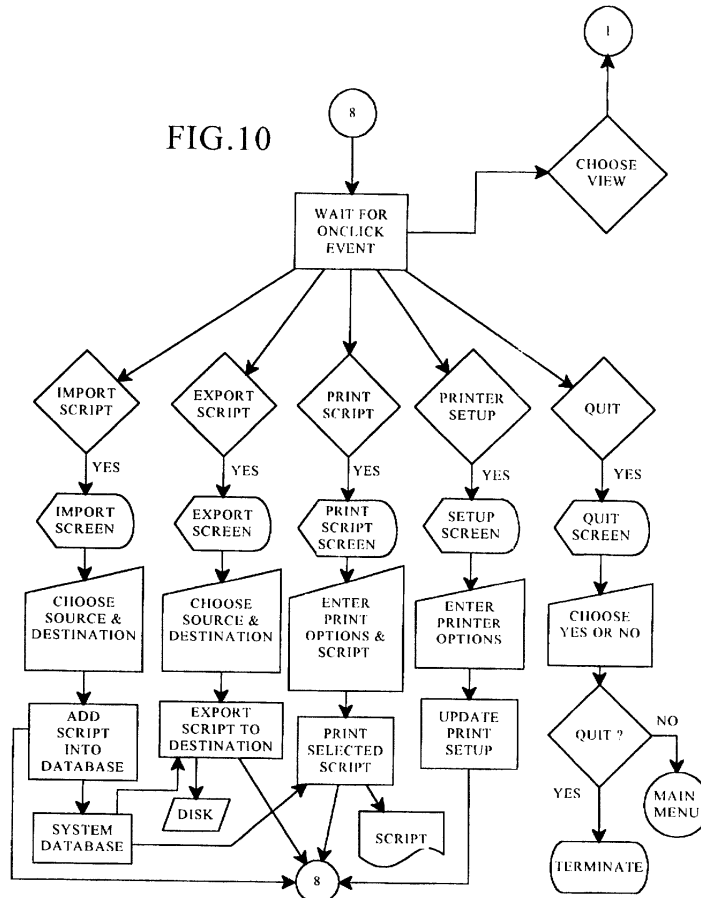 1
8
FIG.10
CHOOSE
VIEW
WAIT FOR
ONCLICK
EVENT
IMPORT
SCRIPT
EXPORT
SCRIPT
PRINT
SCRIPT
PRINTER
SETUP
QUIT
YES
YES
YES
YES
YES
IMPORT
SCREEN
EXPORT
SCREEN
PRINT
SCRIPT
SCREEN
SETUP
SCREEN
QUIT
SCREEN
CHOOSE
SOURCE &
DESTINATION
CHOOSE
SOURCE &
DESTINATION
ENTER
PRINT
OPTIONS &
SCRIPT
ENTER
PRINTER
OPTIONS
CHOOSE
YES OR NO
ADD
SCRIPT
INTO
DATABASE
EXPORT
SCRIPT TO
DESTINATION
PRINT
SELECTED
SCRIPT
UPDATE
PRINT
SETUP
QUIT ?
NO
YES
MAIN
MENU
SYSTEM
DATABASE
DISK
SCRIPT
8
TERMINATE